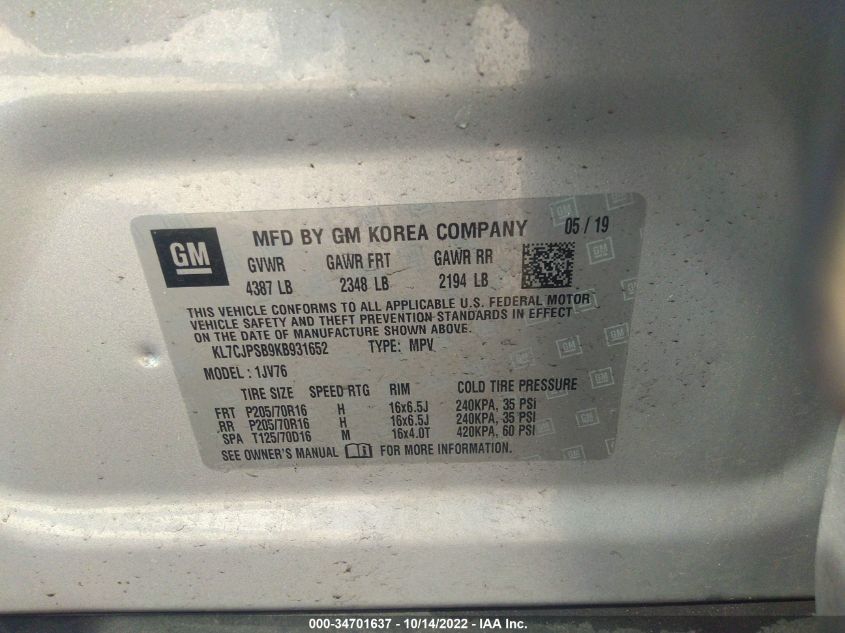 GM
MFD BY GM KOREA COMPANY 05 / 19
GVWR GAWR FRT GAWR RR
4387 LB 2348 LB 2194 LB
THIS VEHICLE CONFORMS TO ALL APPLICABLE U.S. FEDERAL MOTOR
VEHICLE SAFETY AND THEFT PREVENTION STANDARDS IN EFFECT
ON THE DATE OF MANUFACTURE SHOWN ABOVE.
KL7CJPSB9KB931652 TYPE: MPV
MODEL : 1JV76
TIRE SIZE SPEED RTG RIM COLD TIRE PRESSURE
FRT P205/70R16 H 16x6.5J 240KPA, 35 PSI
RR P205/70R16 H 16x6.5J 240KPA, 35 PSI
SPA T125/70D16 M 16x4.0T 420KPA, 60 PSI
SEE OWNER'S MANUAL FOR MORE INFORMATION.
000-34701637 - 10/14/2022 - IAA Inc.